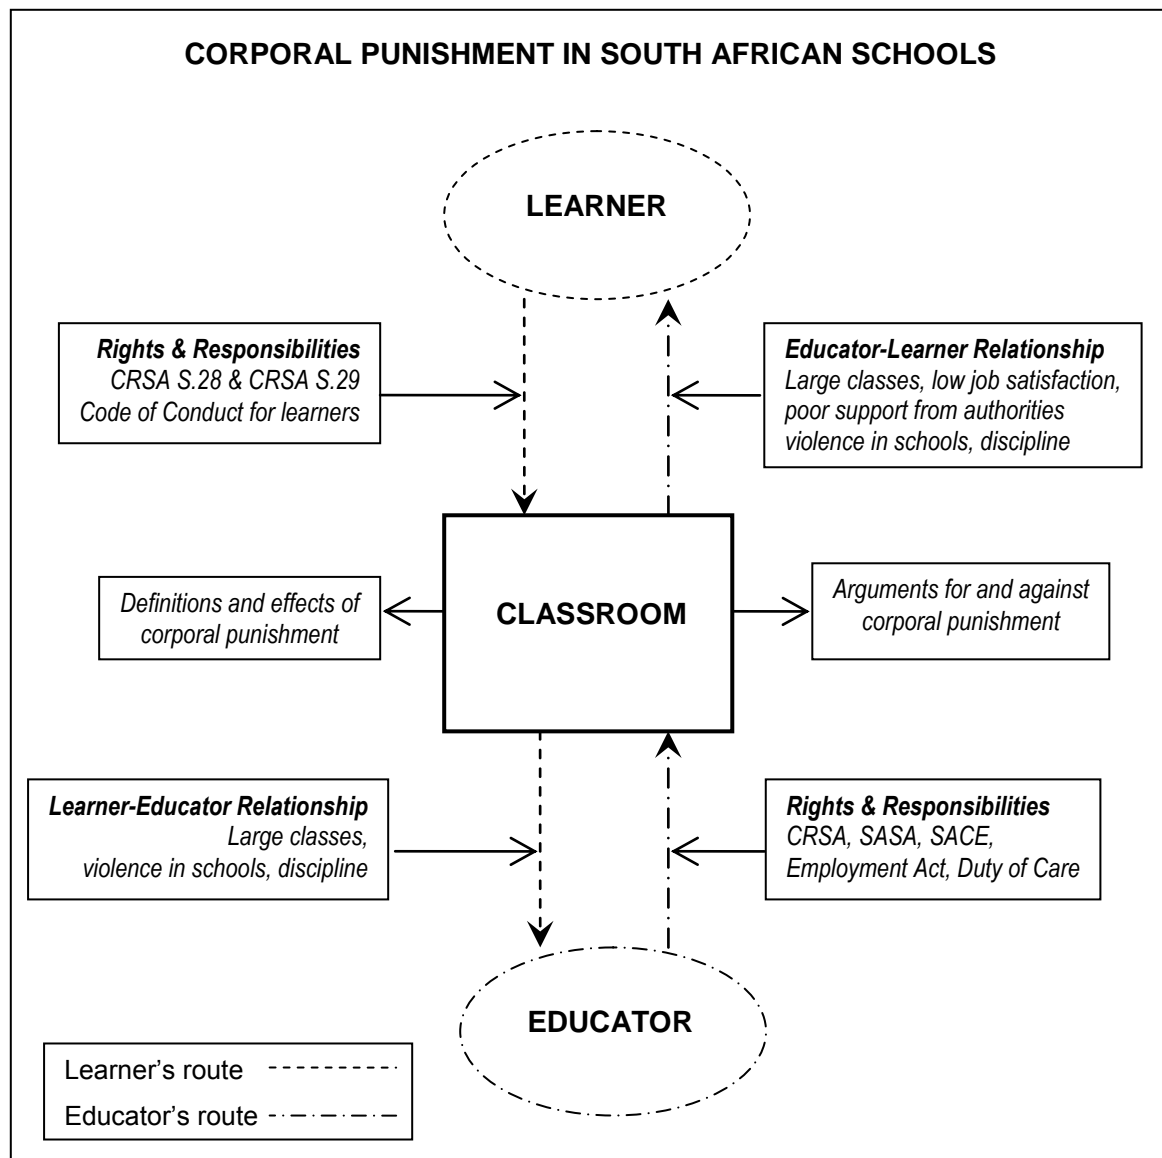 CORPORAL PUNISHMENT IN SOUTH AFRICAN SCHOOLS
LEARNER
Rights & Responsibilities
CRSA S.28 & CRSA S.29
Code of Conduct for learners
Educator-Learner Relationship
Large classes, low job satisfaction,
poor support from authorities
violence in schools, discipline
Definitions and effects of
corporal punishment
CLASSROOM
Arguments for and against
corporal punishment
Learner-Educator Relationship
Large classes,
violence in schools, discipline
Rights & Responsibilities
CRSA, SASA, SACE,
Employment Act, Duty of Care
EDUCATOR
Learner’s route
Educator’s route